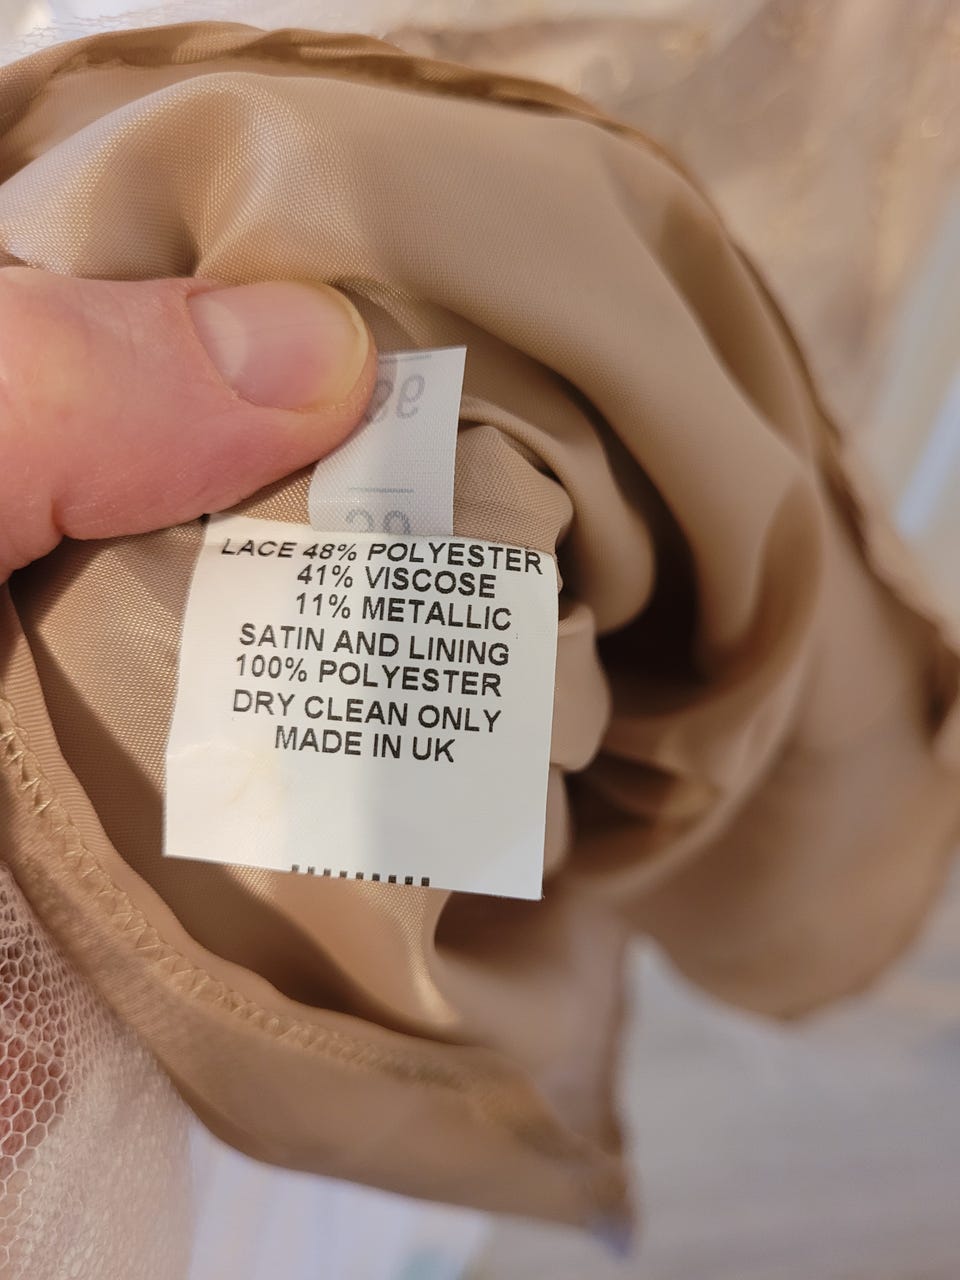 LACE 48% POLYESTER
41% VISCOSE
11% METALLIC
SATIN AND LINING
100% POLYESTER
DRY CLEAN ONLY
MADE IN UK